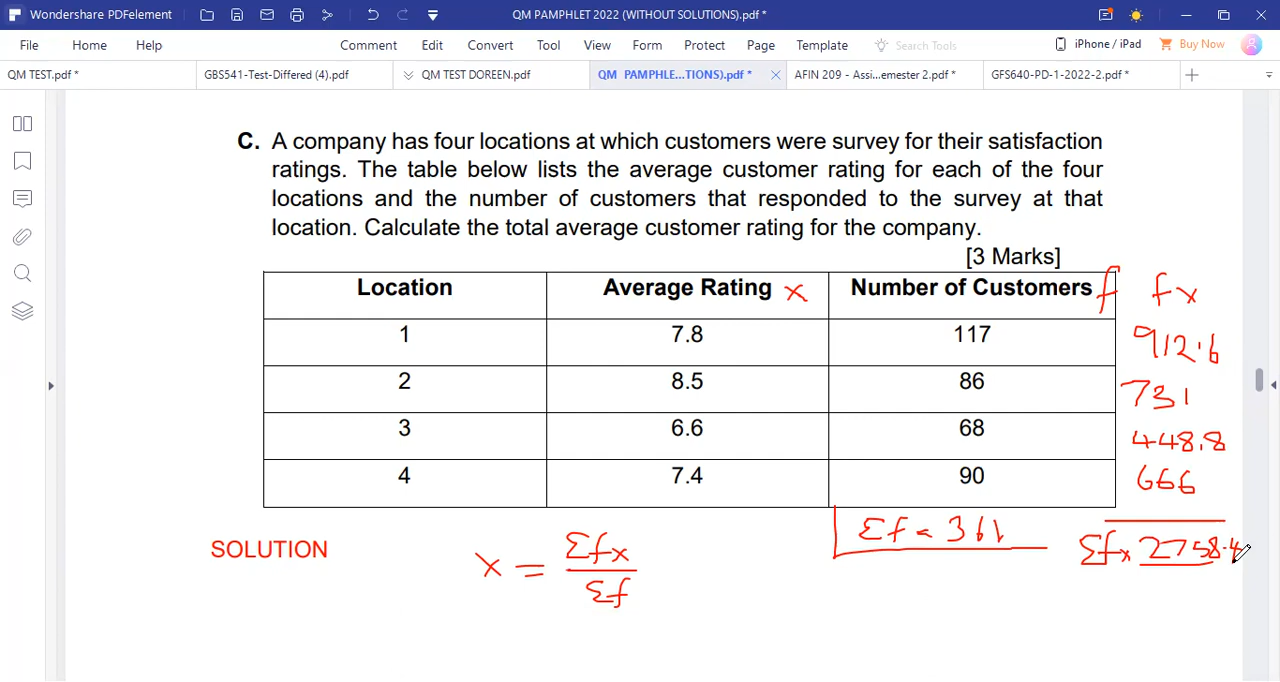 Wondershare PDFelement
QM PAMPHLET 2022 (WITHOUT SOLUTIONS).pdf *
File Home Help Comment Edit Convert Tool View Form Protect Page Template Search Tools iPhone / iPad Buy Now
QM TEST.pdf * GBS541-Test-Differed (4).pdf QM TEST DOREEN.pdf QM PAMPHLE...TIONS).pdf * AFIN 209 - Assi...emester 2.pdf * GFS640-PD-1-2022-2.pdf *
C. A company has four locations at which customers were survey for their satisfaction
ratings. The table below lists the average customer rating for each of the four
locations and the number of customers that responded to the survey at that
location. Calculate the total average customer rating for the company.
[3 Marks]
Location Average Rating x Number of Customers f fx
1 7.8 117 912.6
2 8.5 86 731
3 6.6 68 448.8
4 7.4 90 666
Σf = 361 Σfx 2758.4
SOLUTION x = Σfx
Σf